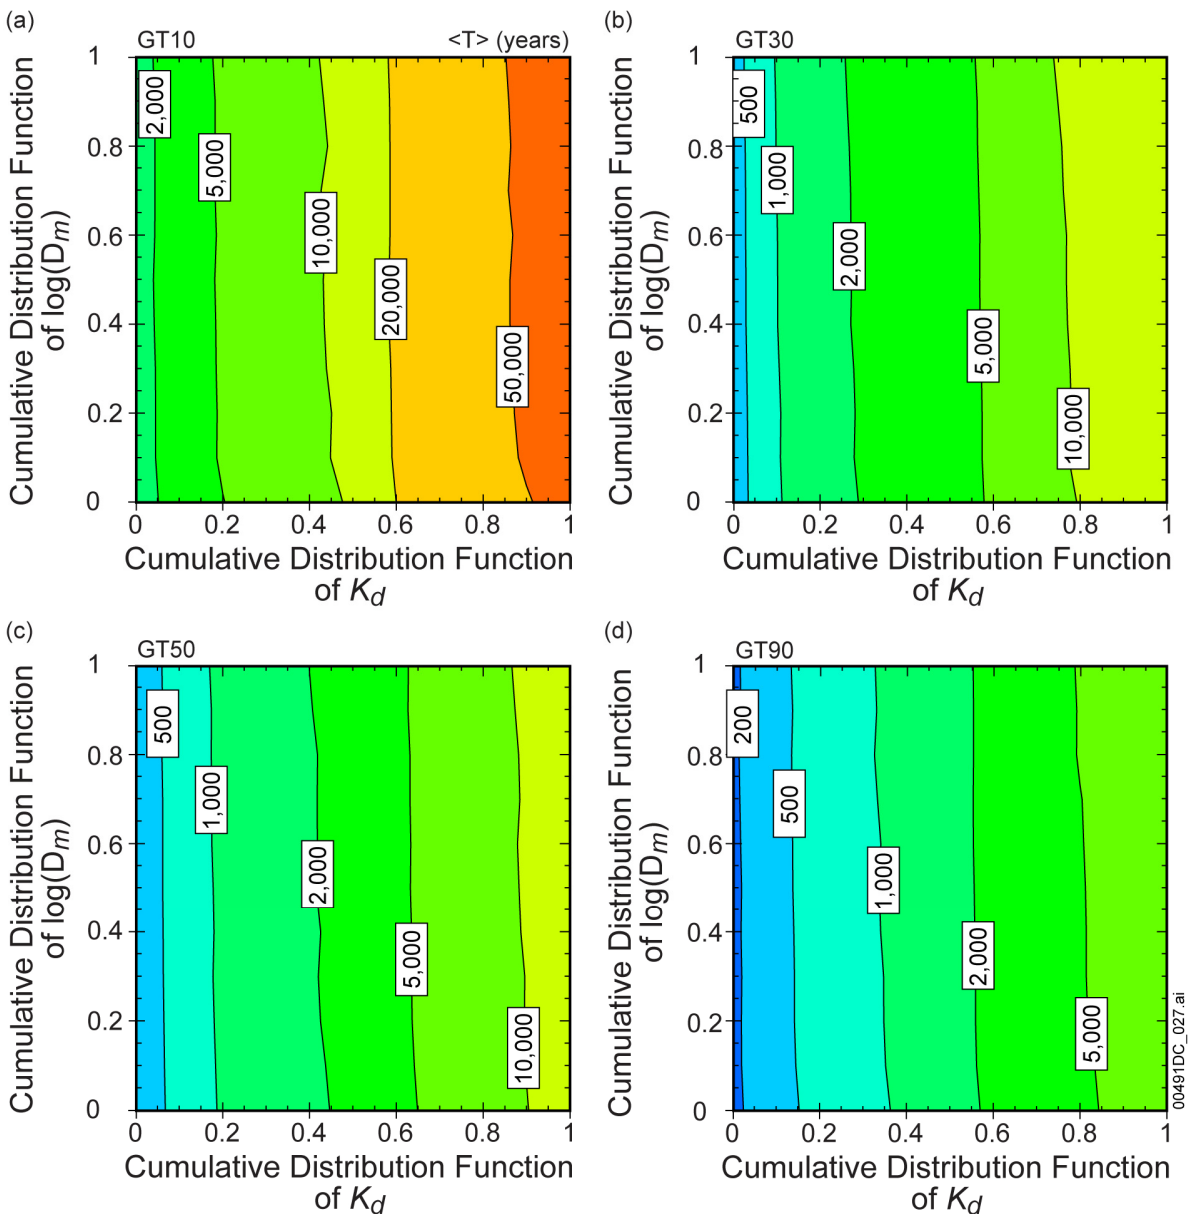 (a)
GT10 <T> (years)
Cumulative Distribution Function
of log(Dm)
1
0.8
0.6
0.4
0.2
0
2,000
5,000
10,000
20,000
50,000
0 0.2 0.4 0.6 0.8 1
Cumulative Distribution Function
of Kd
(b)
GT30
Cumulative Distribution Function
of log(Dm)
1
0.8
0.6
0.4
0.2
0
500
1,000
2,000
5,000
10,000
0 0.2 0.4 0.6 0.8 1
Cumulative Distribution Function
of Kd
(c)
GT50
Cumulative Distribution Function
of log(Dm)
1
0.8
0.6
0.4
0.2
0
500
1,000
2,000
5,000
10,000
0 0.2 0.4 0.6 0.8 1
Cumulative Distribution Function
of Kd
(d)
GT90
Cumulative Distribution Function
of log(Dm)
1
0.8
0.6
0.4
0.2
0
200
500
1,000
2,000
5,000
0 0.2 0.4 0.6 0.8 1
Cumulative Distribution Function
of Kd
00491DC_027.ai